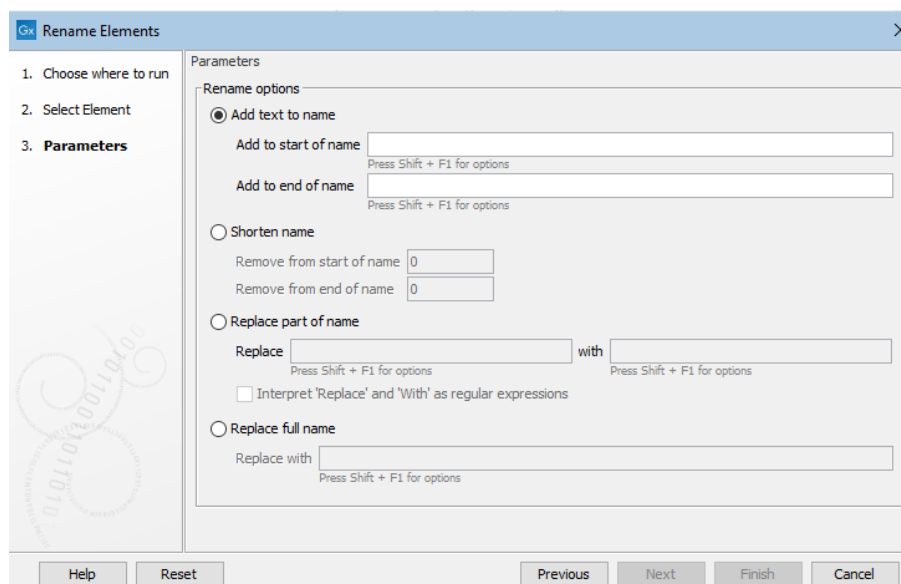 Gx Rename Elements
1. Choose where to run
2. Select Element
3. Parameters
Parameters
Rename options
Add text to name
Add to start of name
Press Shift + F1 for options
Add to end of name
Press Shift + F1 for options
Shorten name
Remove from start of name 0
Remove from end of name 0
Replace part of name
Replace with
Press Shift + F1 for options Press Shift + F1 for options
Interpret 'Replace' and 'With' as regular expressions
Replace full name
Replace with
Press Shift + F1 for options
Help Reset Previous Next Finish Cancel